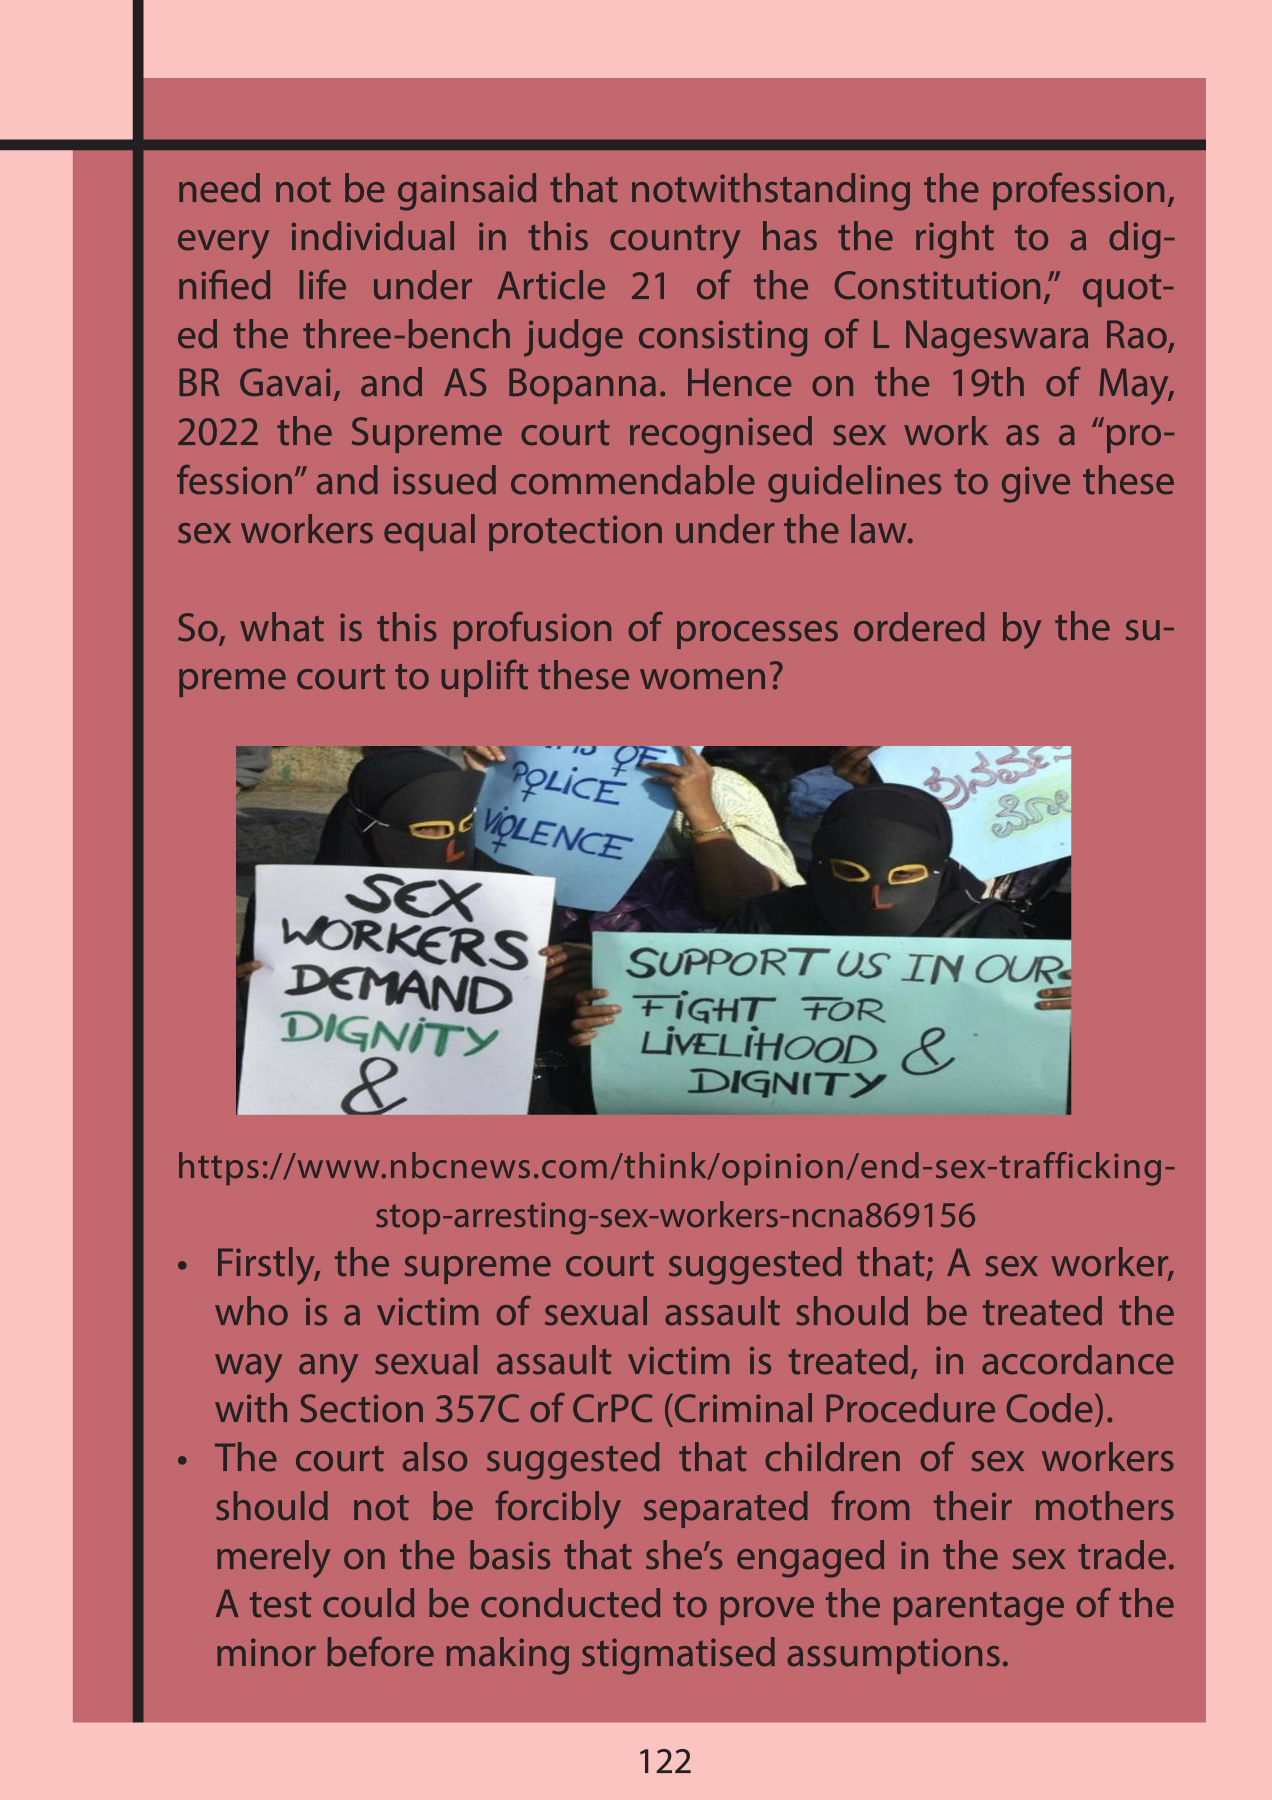 need not be gainsaid that notwithstanding the profession,
every individual in this country has the right to a dig-
nified life under Article 21 of the Constitution,” quot-
ed the three-bench judge consisting of L Nageswara Rao,
BR Gavai, and AS Bopanna. Hence on the 19th of May,
2022 the Supreme court recognised sex work as a “pro-
fession” and issued commendable guidelines to give these
sex workers equal protection under the law.
So, what is this profusion of processes ordered by the su-
preme court to uplift these women?
OF
POLICE
VIOLENCE
SEX
WORKERS
DEMAND
DIGNITY
&
SUPPORT US IN OUR
FIGHT FOR
LIVELIHOOD &
DIGNITY
https://www.nbcnews.com/think/opinion/end-sex-trafficking-
stop-arresting-sex-workers-ncna869156
• Firstly, the supreme court suggested that; A sex worker,
who is a victim of sexual assault should be treated the
way any sexual assault victim is treated, in accordance
with Section 357C of CrPC (Criminal Procedure Code).
• The court also suggested that children of sex workers
should not be forcibly separated from their mothers
merely on the basis that she’s engaged in the sex trade.
A test could be conducted to prove the parentage of the
minor before making stigmatised assumptions.
122